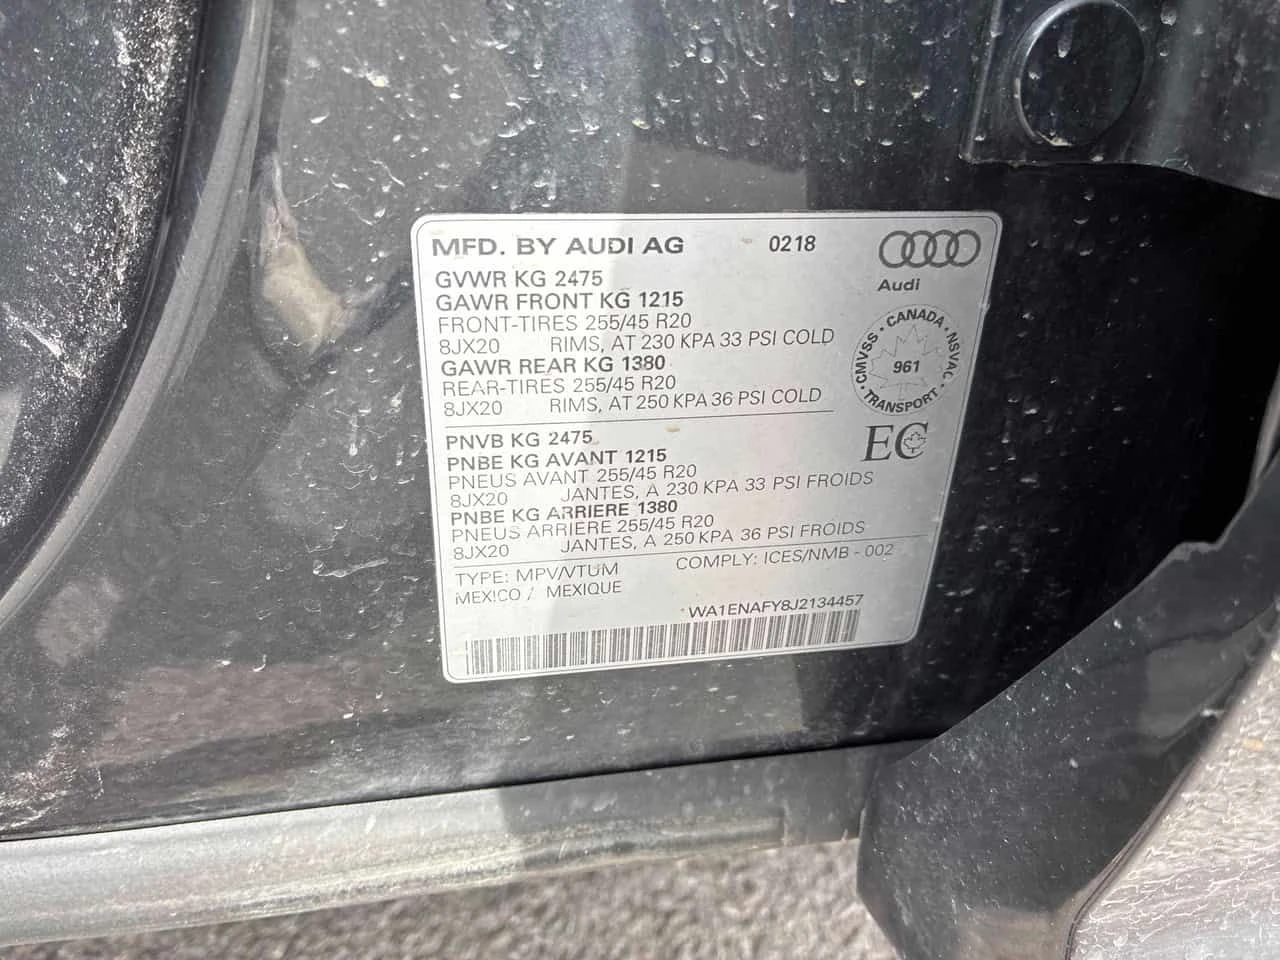 MFD. BY AUDI AG 0218
Audi
GVWR KG 2475
GAWR FRONT KG 1215
FRONT-TIRES 255/45 R20
8JX20 RIMS, AT 230 KPA 33 PSI COLD
GAWR REAR KG 1380
REAR-TIRES 255/45 R20
8JX20 RIMS, AT 250 KPA 36 PSI COLD
CMVSS · CANADA · NSVAC · TRANSPORT ·
961
PNVB KG 2475
PNBE KG AVANT 1215
PNEUS AVANT 255/45 R20
8JX20 JANTES, A 230 KPA 33 PSI FROIDS
PNBE KG ARRIERE 1380
PNEUS ARRIERE 255/45 R20
8JX20 JANTES, A 250 KPA 36 PSI FROIDS
EC
TYPE: MPV/VTUM COMPLY: ICES/NMB - 002
MEXICO / MEXIQUE
WA1ENAFY8J2134457